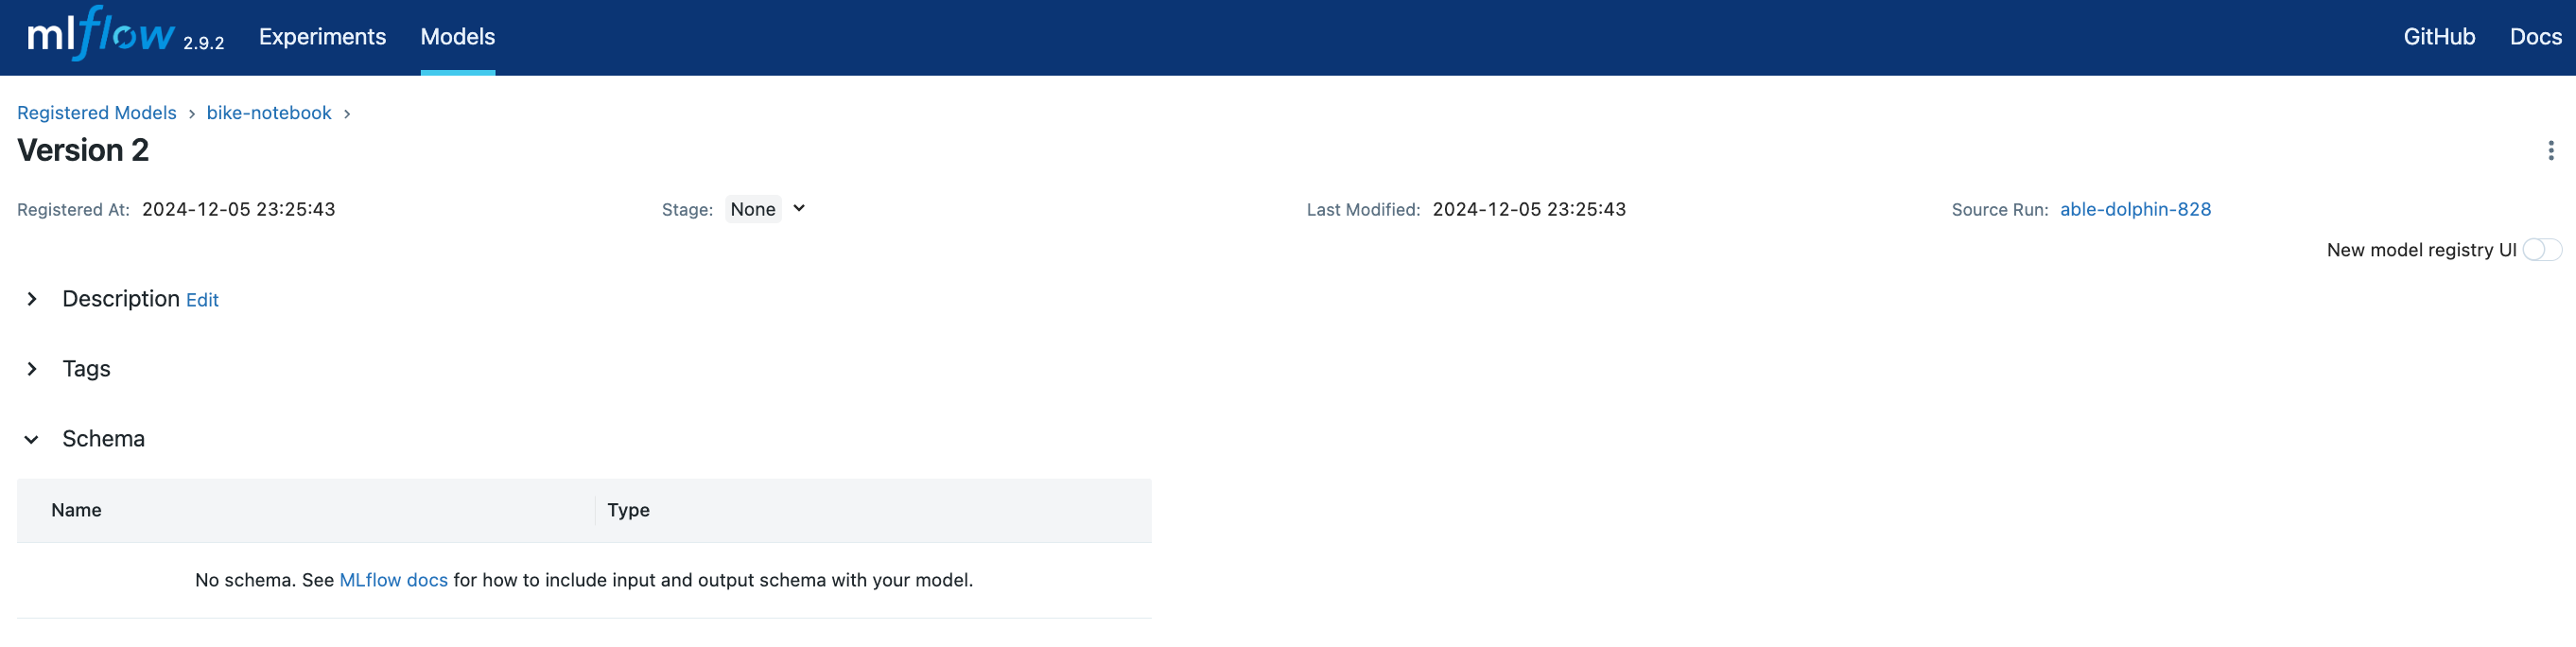 mlflow 2.9.2 Experiments Models GitHub Docs
Registered Models › bike-notebook ›
Version 2
Registered At: 2024-12-05 23:25:43 Stage: None Last Modified: 2024-12-05 23:25:43 Source Run: able-dolphin-828
New model registry UI
Description Edit
Tags
Schema
Name Type
No schema. See MLflow docs for how to include input and output schema with your model.